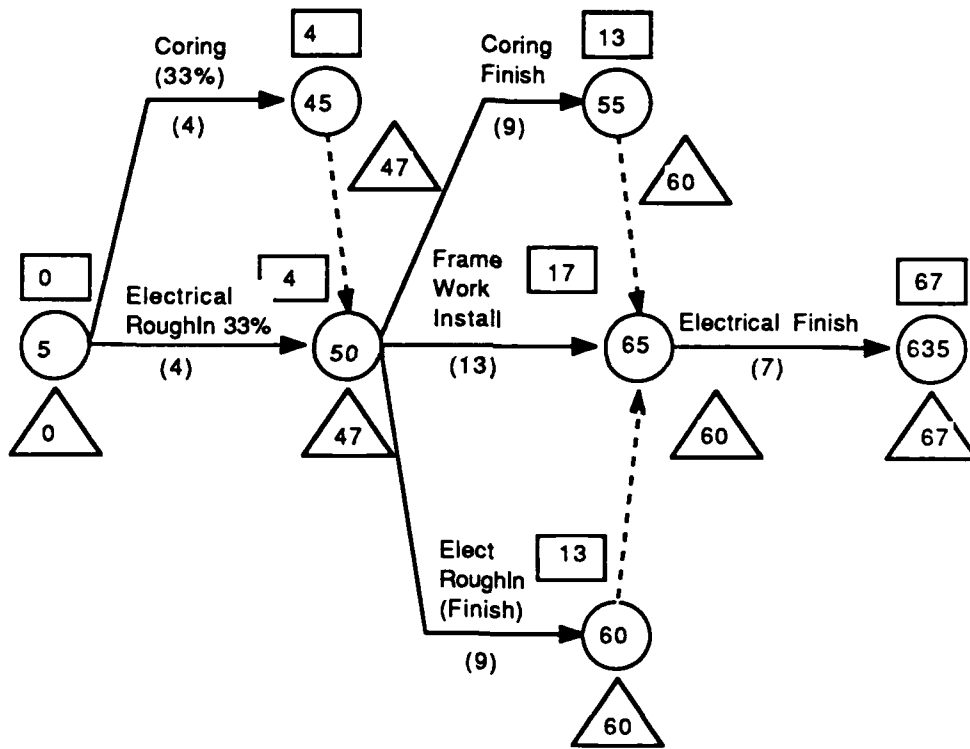 4
Coring
(33%)
45
(4)
Coring
Finish
13
55
(9)
47
60
0
5
0
Electrical
RoughIn 33%
(4)
4
50
47
Frame
Work
Install
(13)
17
65
60
Electrical Finish
(7)
67
635
67
Elect
RoughIn
(Finish)
(9)
13
60
60